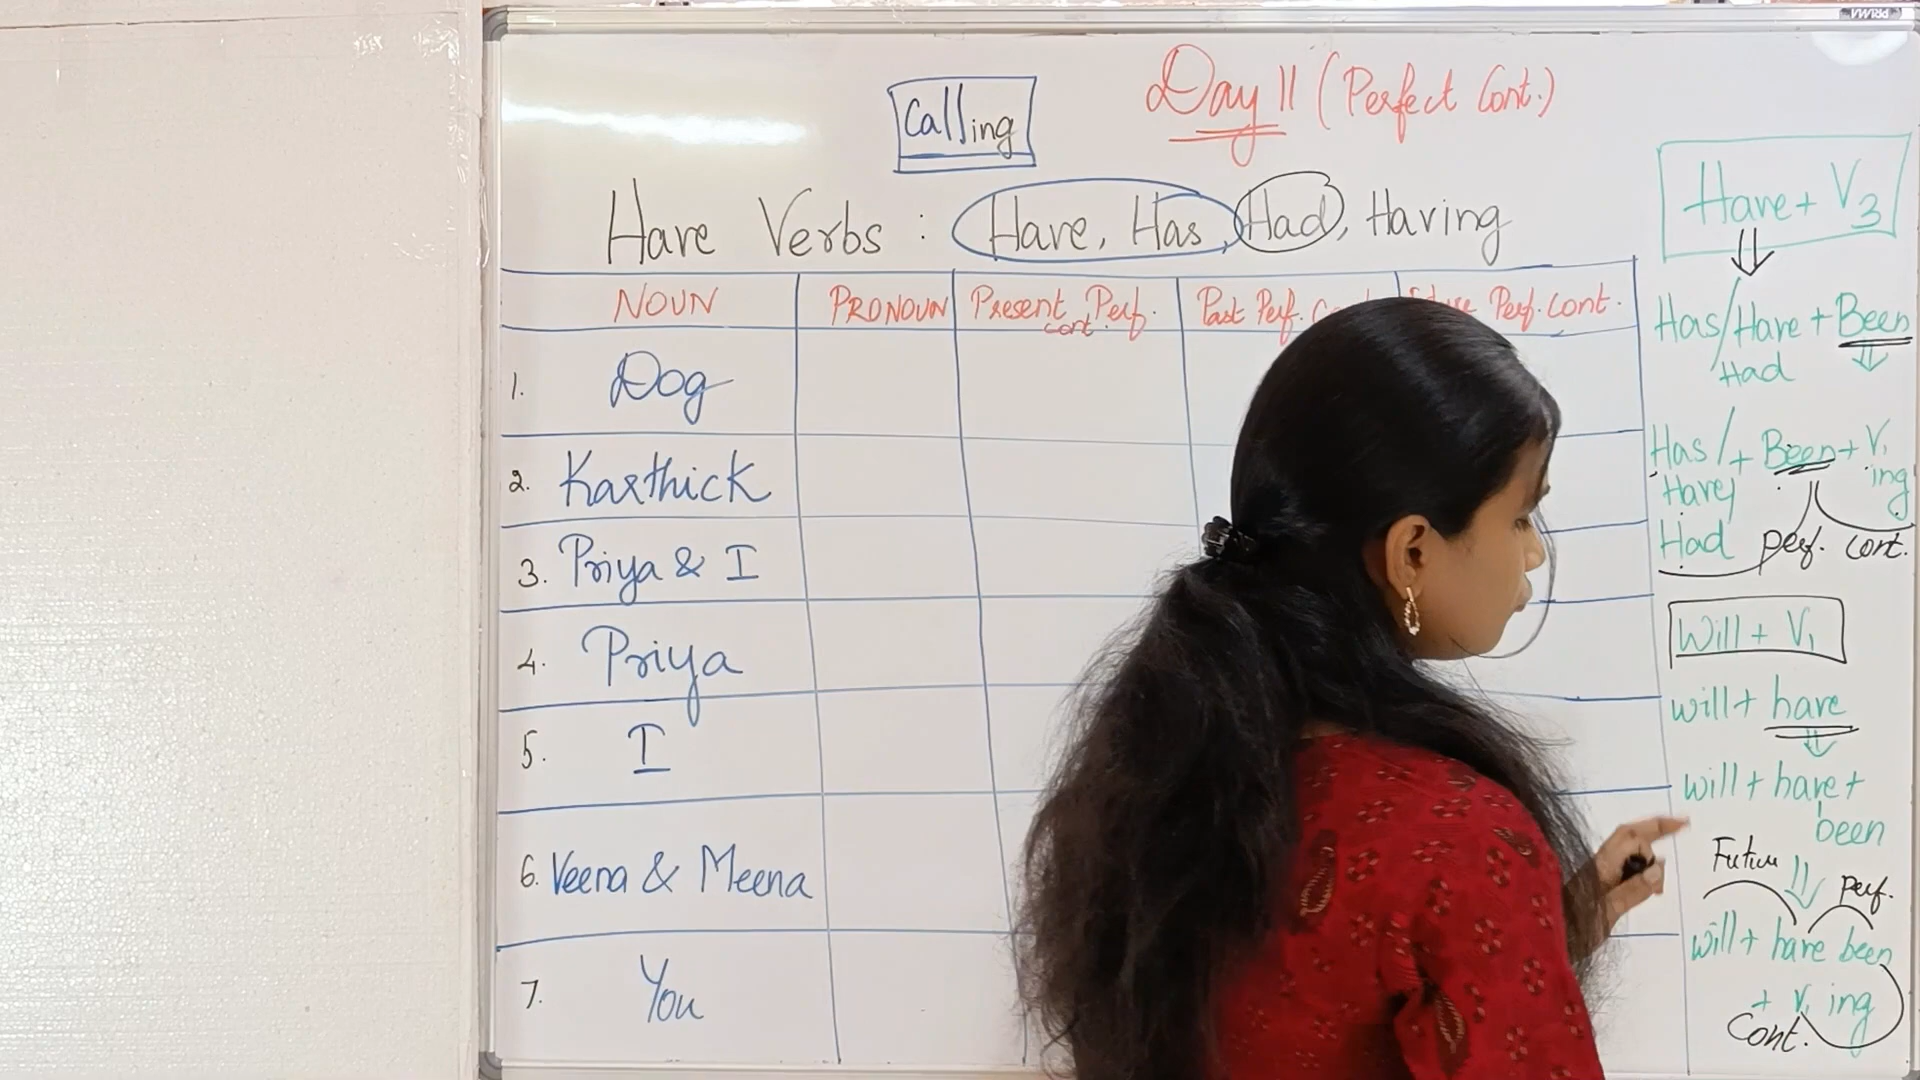 PRIMA
Day 11 (Perfect Cont.)
Calling
Have Verbs : Have, Has, Had, Having
NOUN PRONOUN Present Perf. cont. Past Perf. Perf. cont.
1. Dog
2. Karthick
3. Priya & I
4. Priya
5. I
6. Veena & Meena
7. You
Have + V3
Has/Have + Been
Had
Has/ + Been + V1
Have/ ing
Had perf. cont.
Will + V1
will + have
will + have +
been
Future perf.
will + have been
+ V1 ing
Cont.